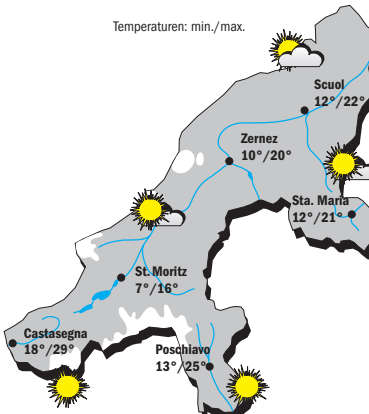 Temperaturen: min./max.
Scuol
12°/22°
Zernez
10°/20°
Sta. Maria
12°/21°
St. Moritz
7°/16°
Castasegna
18°/29°
Poschiavo
13°/25°